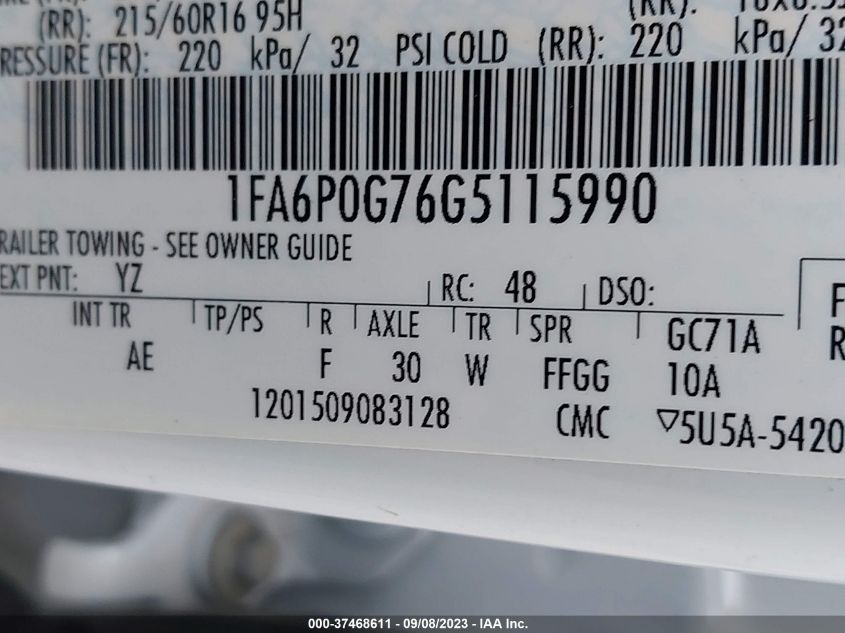 (RR): 215/60R16 95H (RR):
RESSURE (FR): 220 kPa/ 32 PSI COLD (RR): 220 kPa/ 32
1FA6P0G76G5115990
RAILER TOWING - SEE OWNER GUIDE
EXT PNT: YZ RC: 48 DSO:
INT TR TP/PS R AXLE TR SPR GC71A
AE F 30 W FFGG 10A
1201509083128 CMC ▽5U5A-5420
F
R
000-37468611 - 09/08/2023 - IAA Inc.